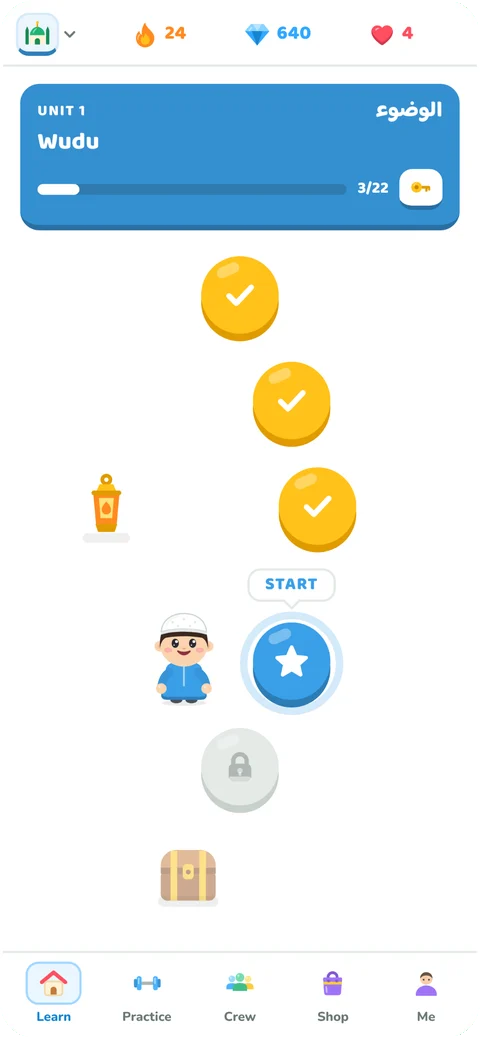 24
640
4
UNIT 1
الوضوء
Wudu
3/22
START
Learn
Practice
Crew
Shop
Me